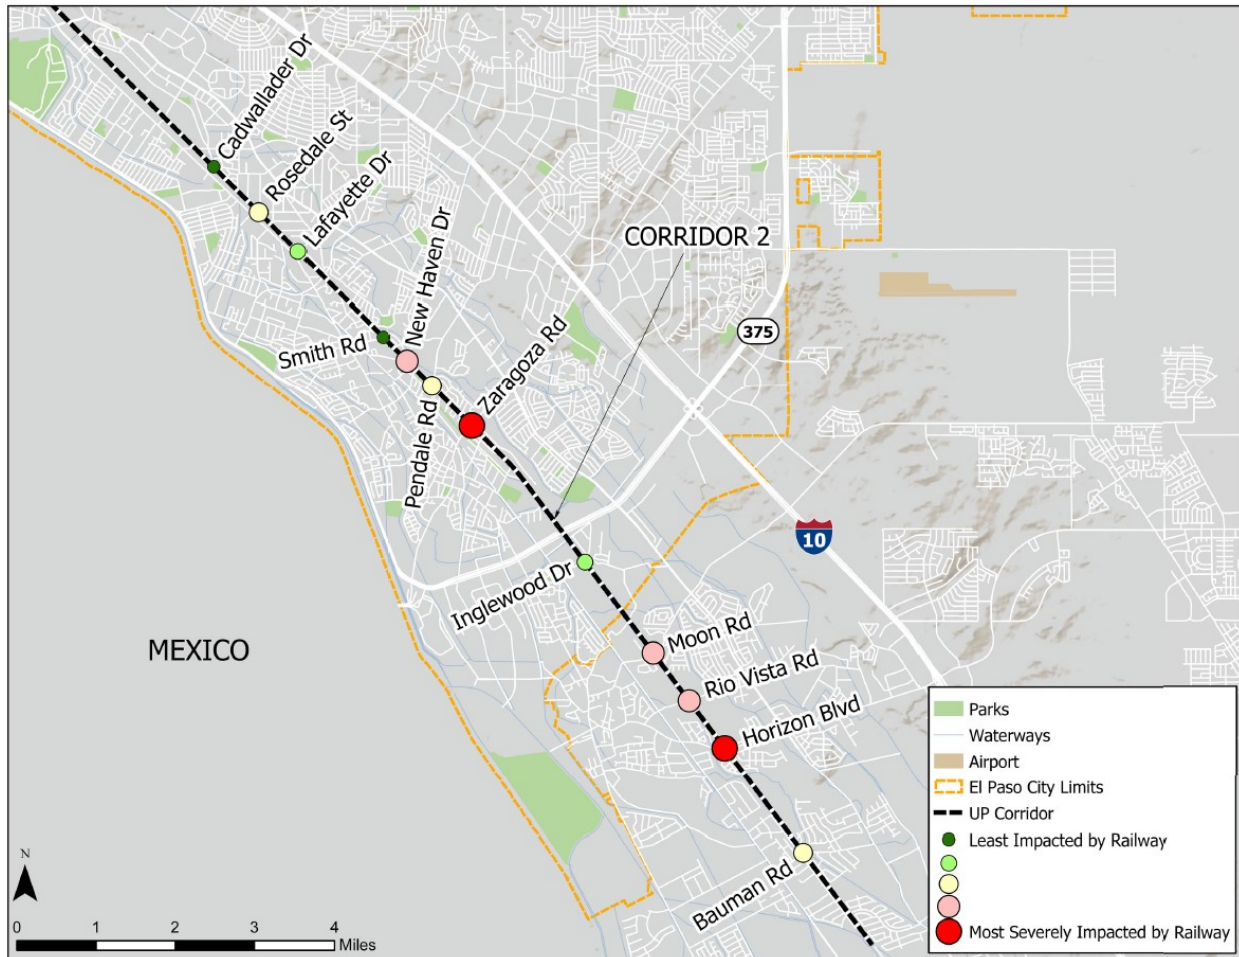 Cadwallader Dr
Rosedale St
Lafayette Dr
New Haven Dr
CORRIDOR 2
Smith Rd
Zaragoza Rd
375
Pendale Rd
10
Inglewood Dr
MEXICO
Moon Rd
Rio Vista Rd
Horizon Blvd
Bauman Rd
Parks
Waterways
Airport
El Paso City Limits
UP Corridor
Least Impacted by Railway
Most Severely Impacted by Railway
N
0 1 2 3 4
Miles